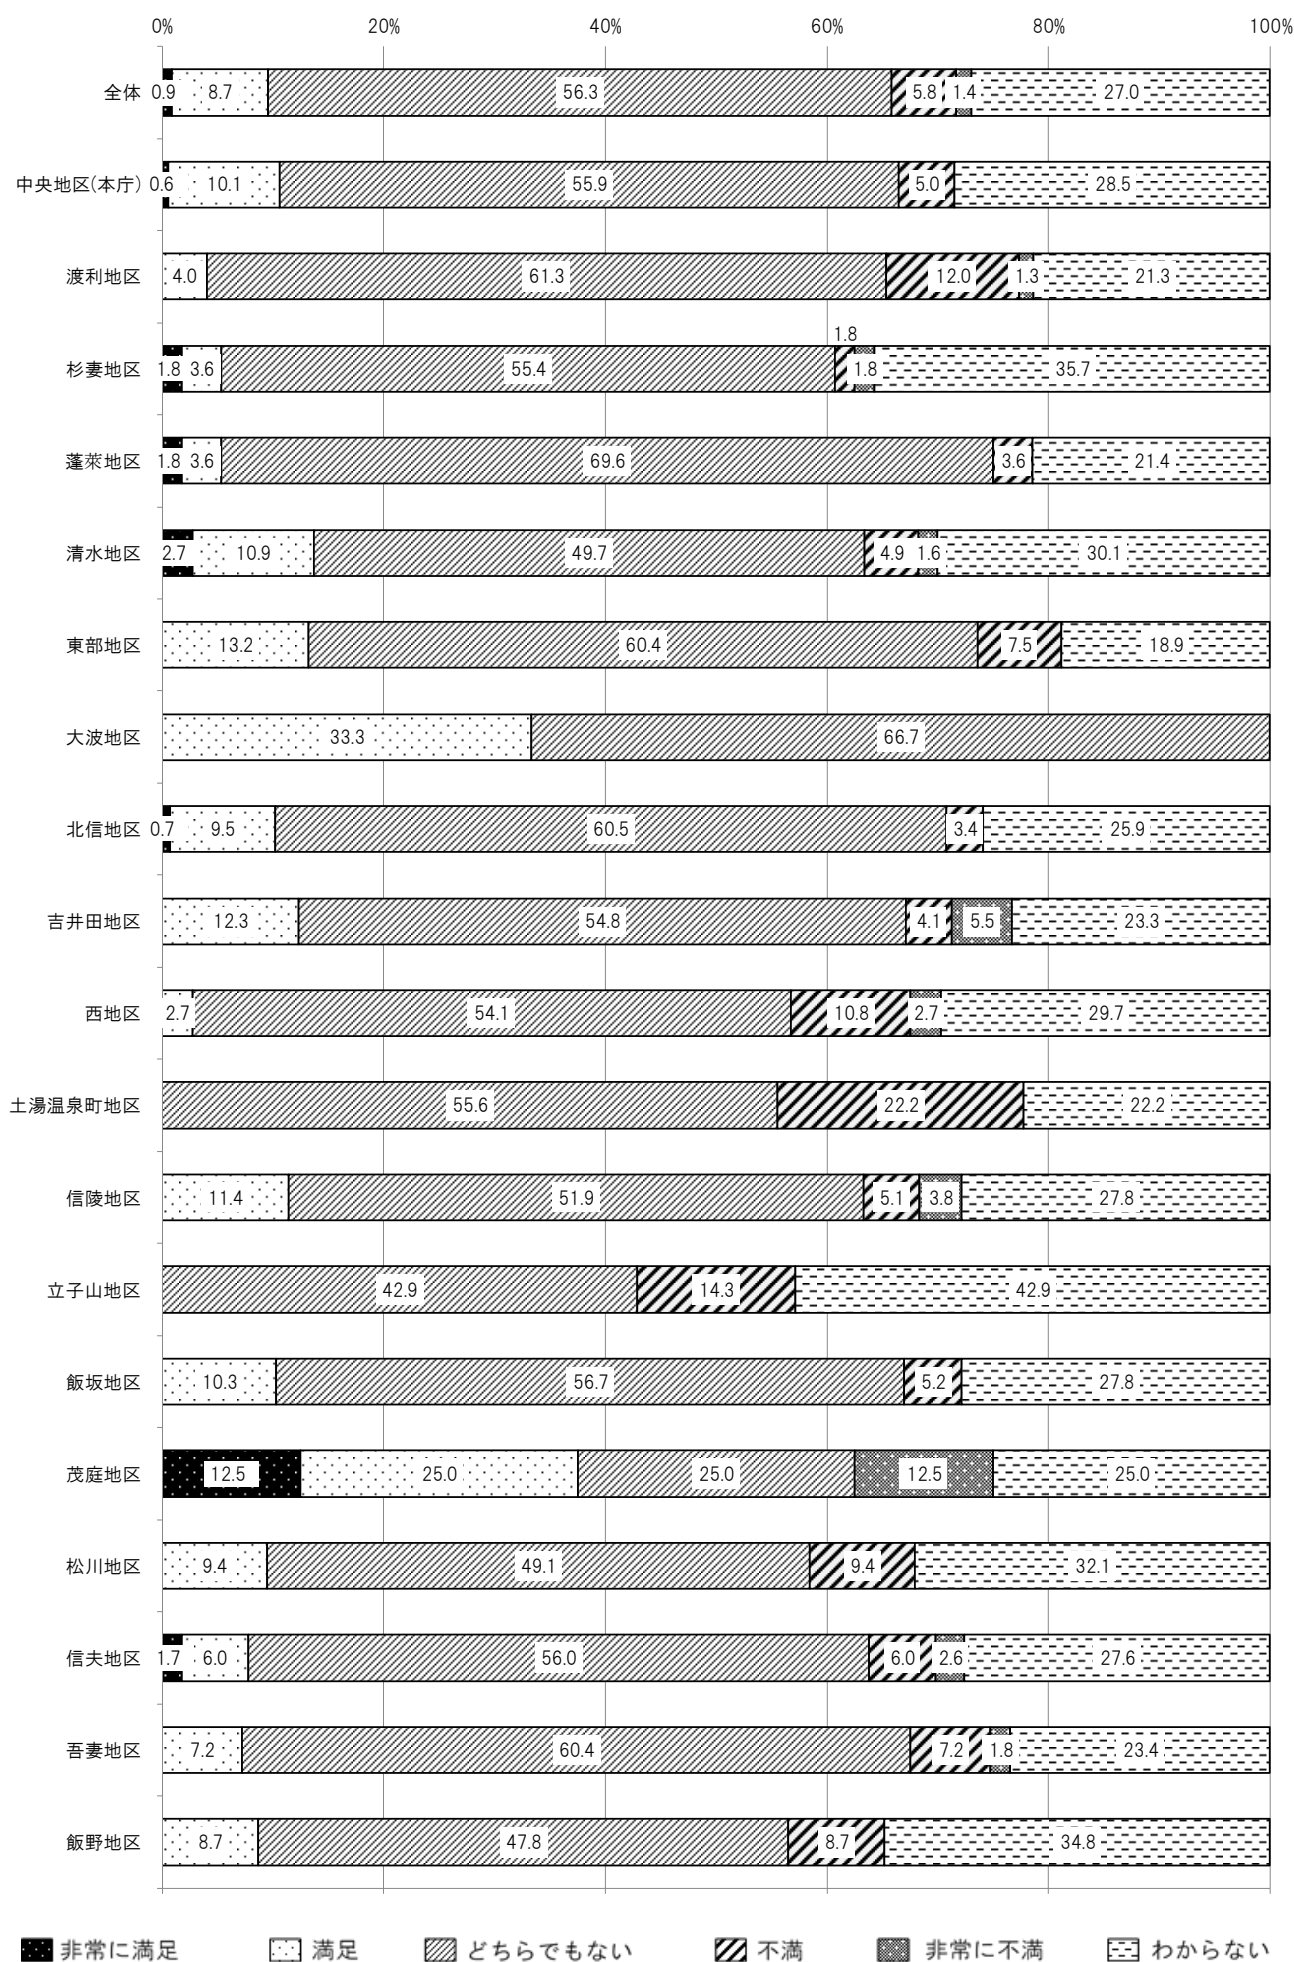 0% 20% 40% 60% 80% 100%
全体 0.9 8.7 56.3 5.8 1.4 27.0
中央地区(本庁) 0.6 10.1 55.9 5.0 28.5
渡利地区 4.0 61.3 12.0 1.3 21.3
1.8
杉妻地区 1.8 3.6 55.4 1.8 35.7
蓬萊地区 1.8 3.6 69.6 3.6 21.4
清水地区 2.7 10.9 49.7 4.9 1.6 30.1
東部地区 13.2 60.4 7.5 18.9
大波地区 33.3 66.7
北信地区 0.7 9.5 60.5 3.4 25.9
吉井田地区 12.3 54.8 4.1 5.5 23.3
西地区 2.7 54.1 10.8 2.7 29.7
土湯温泉町地区 55.6 22.2 22.2
信陵地区 11.4 51.9 5.1 3.8 27.8
立子山地区 42.9 14.3 42.9
飯坂地区 10.3 56.7 5.2 27.8
茂庭地区 12.5 25.0 25.0 12.5 25.0
松川地区 9.4 49.1 9.4 32.1
信夫地区 1.7 6.0 56.0 6.0 2.6 27.6
吾妻地区 7.2 60.4 7.2 1.8 23.4
飯野地区 8.7 47.8 8.7 34.8
非常に満足 満足 どちらでもない 不満 非常に不満 わからない